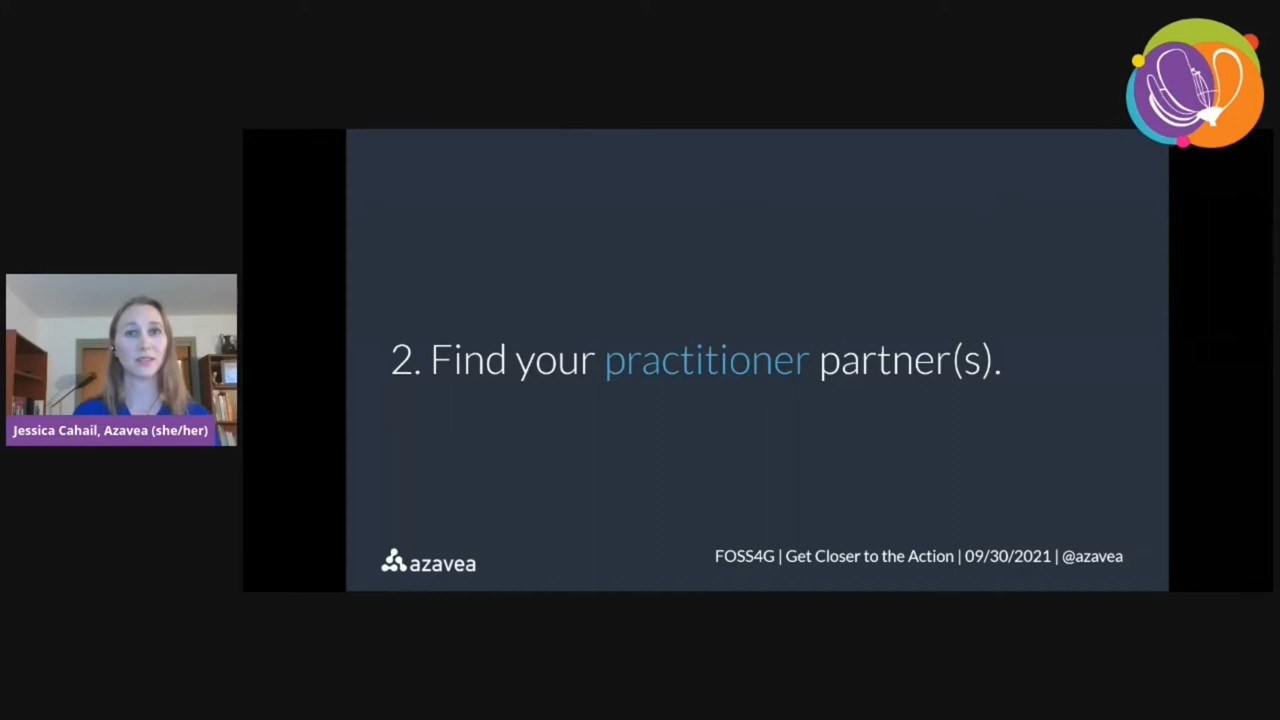 2. Find your practitioner partner(s).
Jessica Cahail, Azavea (she/her)
azavea
FOSS4G | Get Closer to the Action | 09/30/2021 | @azavea